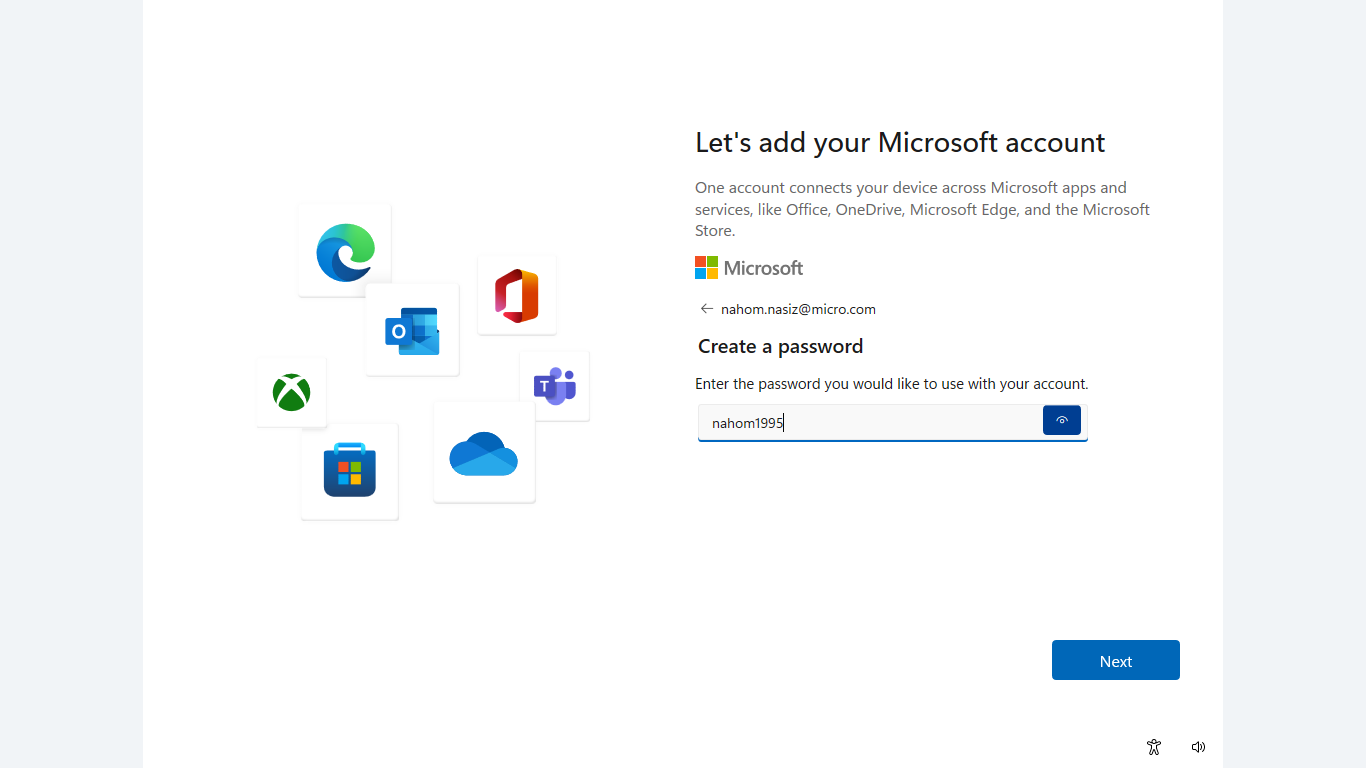 Let's add your Microsoft account
One account connects your device across Microsoft apps and
services, like Office, OneDrive, Microsoft Edge, and the Microsoft
Store.
Microsoft
nahom.nasiz@micro.com
Create a password
Enter the password you would like to use with your account.
nahom1995
O
T
Next